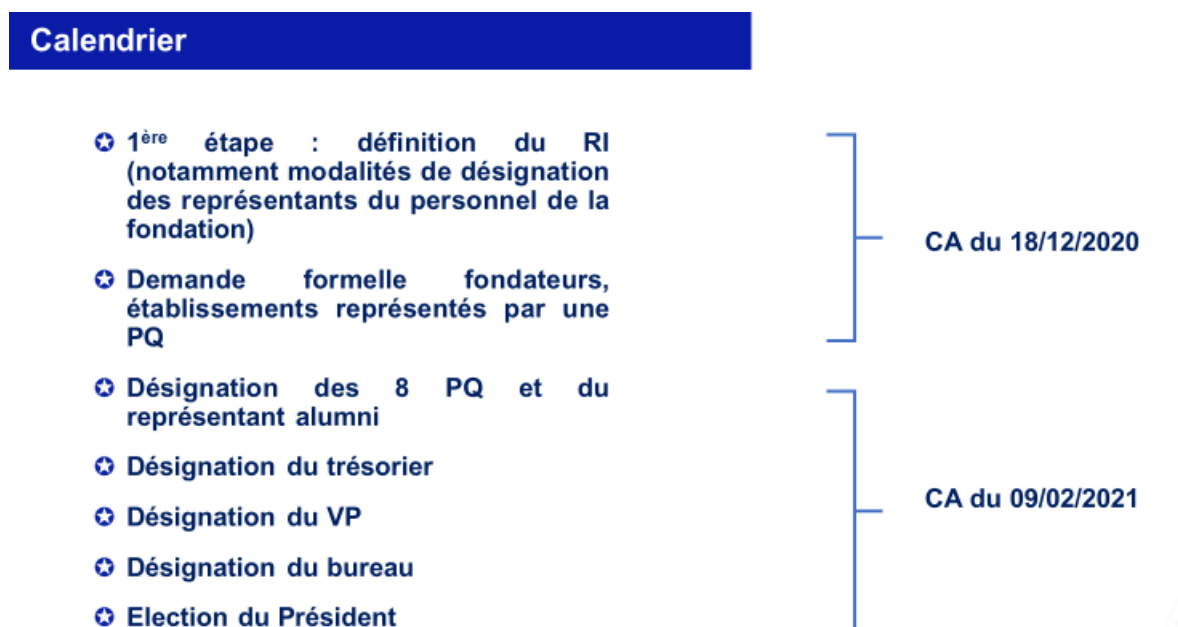 Calendrier
1ère étape : définition du RI
(notamment modalités de désignation
des représentants du personnel de la
fondation)
Demande formelle fondateurs,
établissements représentés par une
PQ
CA du 18/12/2020
Désignation des 8 PQ et du
représentant alumni
Désignation du trésorier
Désignation du VP
Désignation du bureau
Election du Président
CA du 09/02/2021